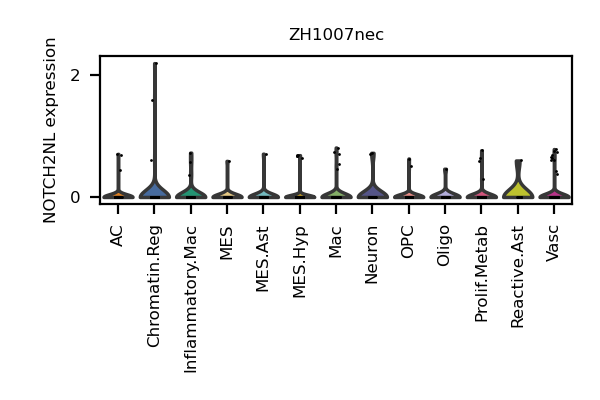 ZH1007nec
NOTCH2NL expression
2
0
AC
Chromatin.Reg
Inflammatory.Mac
MES
MES.Ast
MES.Hyp
Mac
Neuron
OPC
Oligo
Prolif.Metab
Reactive.Ast
Vasc